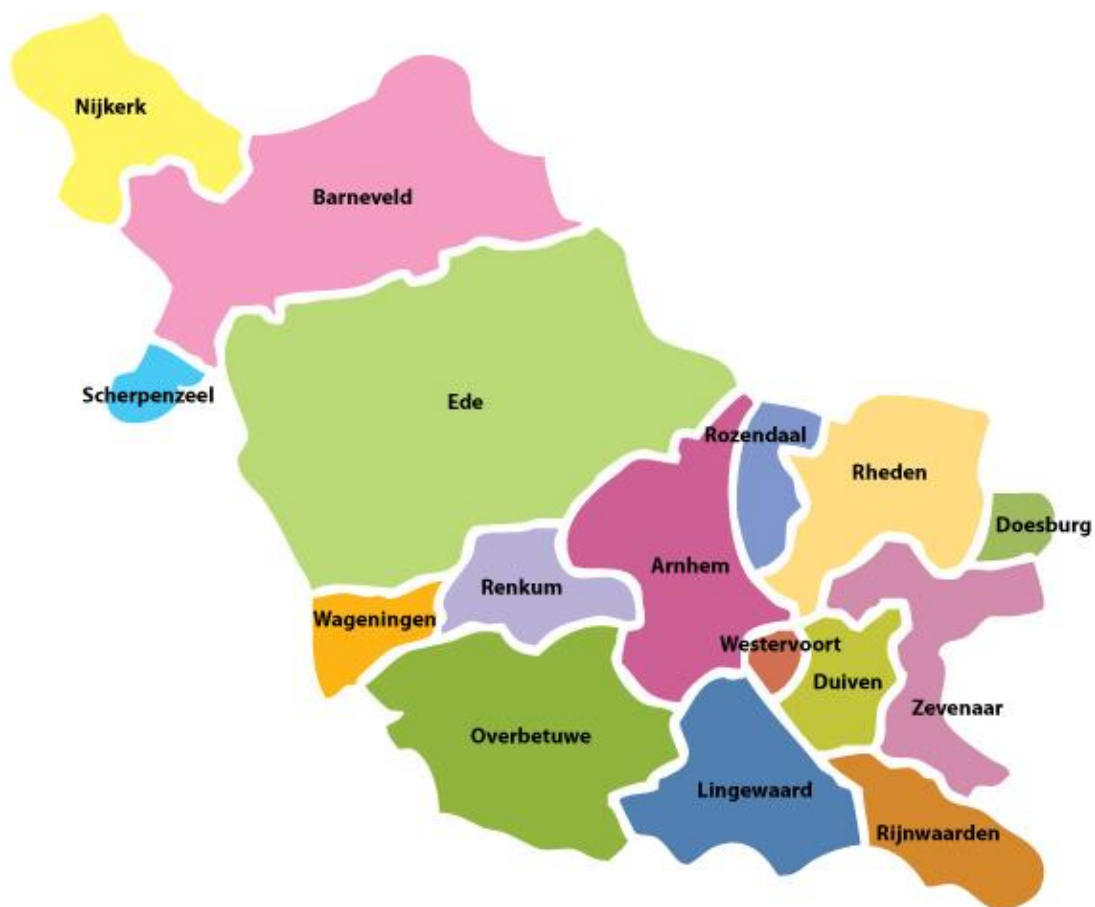 Nijkerk
Barneveld
Scherpenzeel
Ede
Rozendaal
Rheden
Doesburg
Arnhem
Renkum
Wageningen
Westervoort
Duiven
Zevenaar
Overbetuwe
Lingewaard
Rijnwaarden